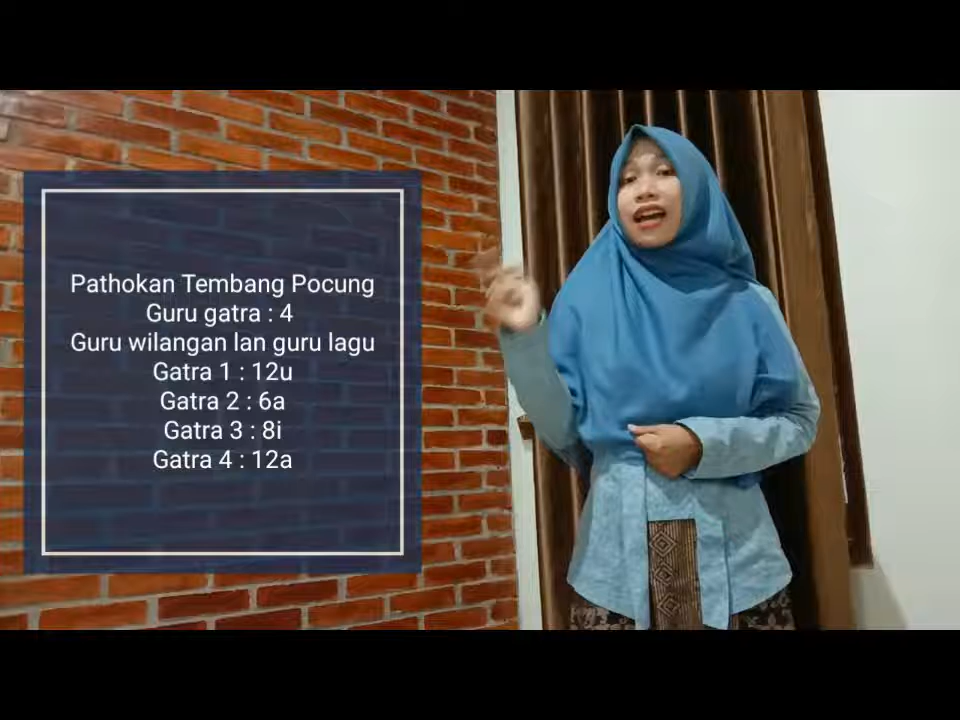 Pathokan Tembang Pocung
Guru gatra : 4
Guru wilangan lan guru lagu
Gatra 1 : 12u
Gatra 2 : 6a
Gatra 3 : 8i
Gatra 4 : 12a